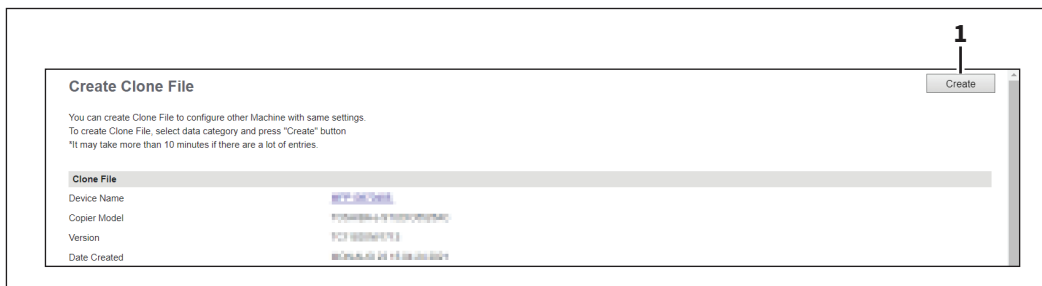 1
Create Clone File
Create
You can create Clone File to configure other Machine with same settings.
To create Clone File, select data category and press "Create" button
*It may take more than 10 minutes if there are a lot of entries.
Clone File
Device Name
Copier Model
Version
Date Created